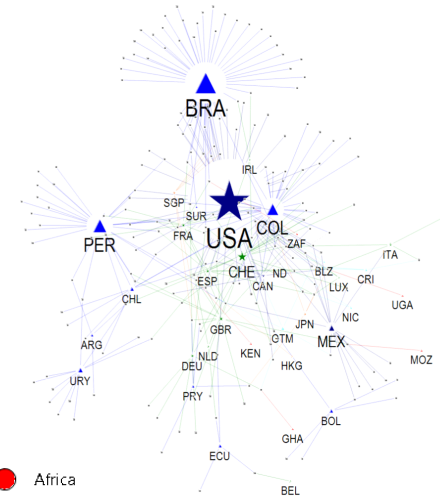 BRA
IRL
SGP
SUR
USA
COL
PER
FRA
ZAF
ITA
CHE
ND
BLZ
ESP
CAN
LUX
CRI
CHL
UGA
NIC
GBR
JPN
MEX
ARG
GTM
NLD
KEN
DEU
HKG
MOZ
URY
PRY
BOL
GHA
ECU
Africa
BEL